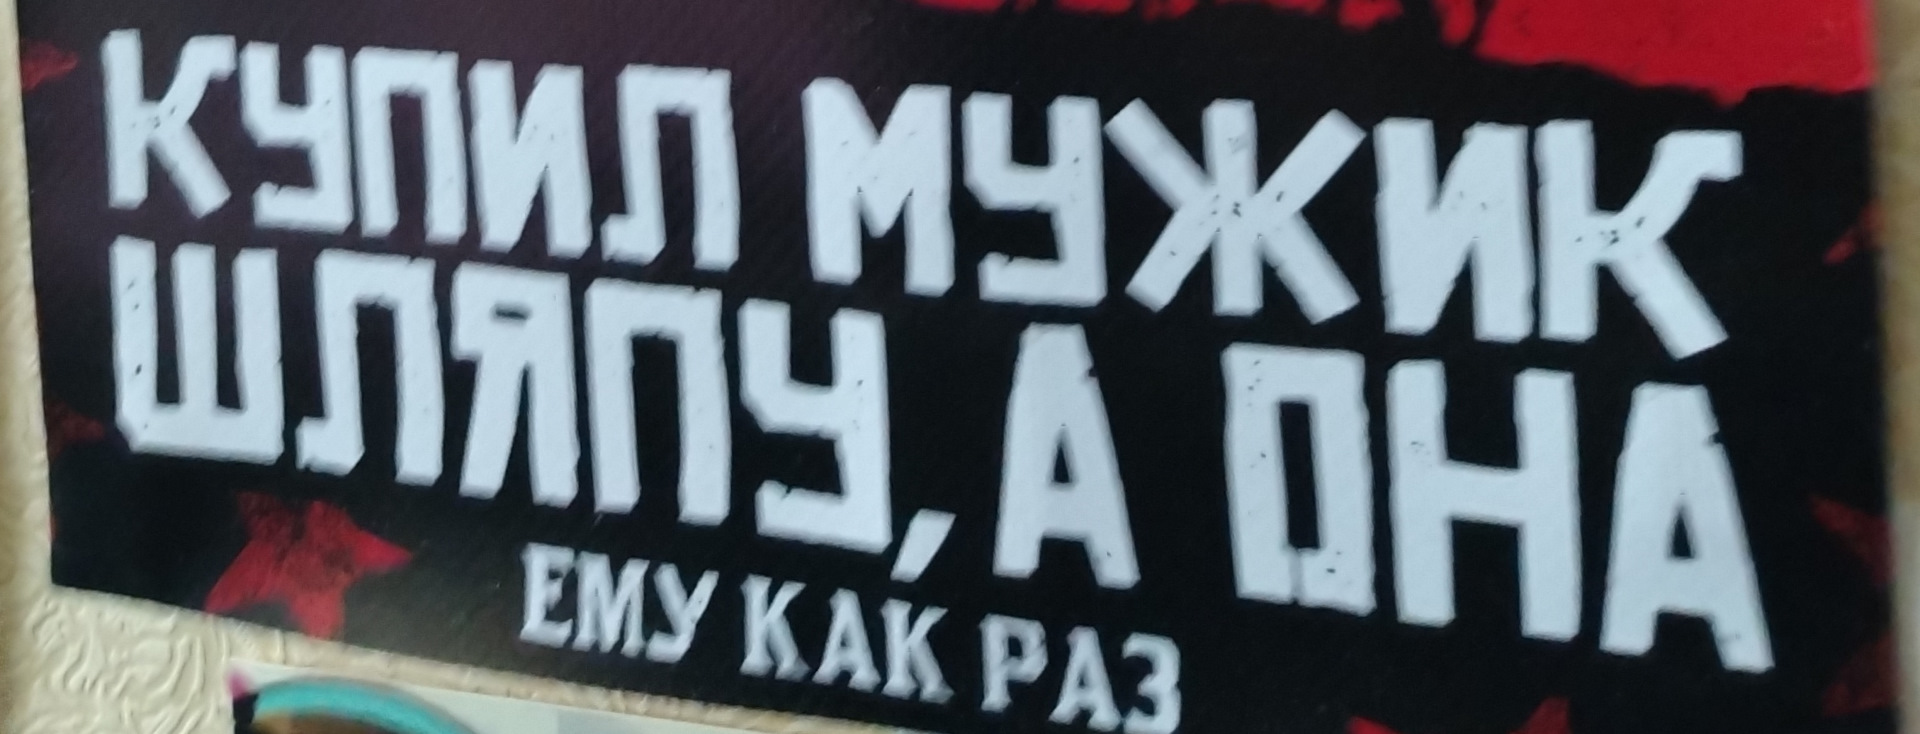 КУПИЛ МУЖИК
ШЛЯПУ, А ОНА
ЕМУ КАК РАЗ